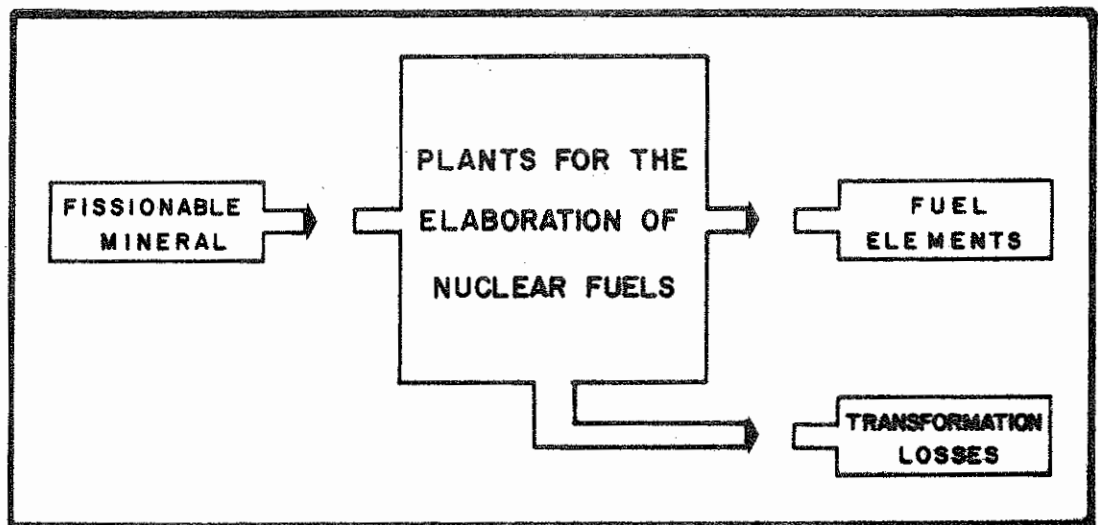 FISSIONABLE
MINERAL
PLANTS FOR THE
ELABORATION OF
NUCLEAR FUELS
FUEL
ELEMENTS
TRANSFORMATION
LOSSES